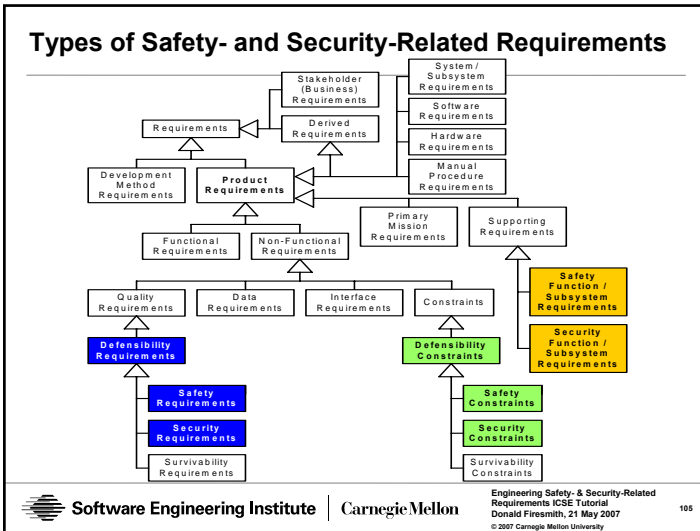 Types of Safety- and Security-Related Requirements
Stakeholder
(Business)
Requirements
System /
Subsystem
Requirements
Requirements
Derived
Requirements
Software
Requirements
Hardware
Requirements
Development
Method
Requirements
Product
Requirements
Manual
Procedure
Requirements
Functional
Requirements
Non-Functional
Requirements
Primary
Mission
Requirements
Supporting
Requirements
Quality
Requirements
Data
Requirements
Interface
Requirements
Constraints
Safety
Function /
Subsystem
Requirements
Security
Function /
Subsystem
Requirements
Defensibility
Requirements
Defensibility
Constraints
Safety
Requirements
Security
Requirements
Survivability
Requirements
Safety
Constraints
Security
Constraints
Survivability
Constraints
Software Engineering Institute
Carnegie Mellon
Engineering Safety- & Security-Related
Requirements ICSE Tutorial
Donald Firesmith, 21 May 2007
© 2007 Carnegie Mellon University
105